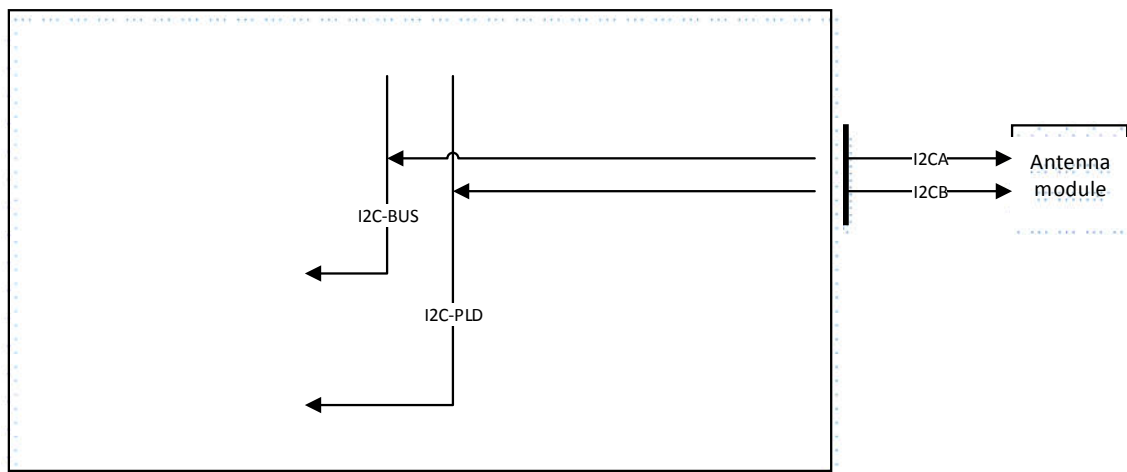 I2CA
Antenna
module
I2CB
I2C-BUS
I2C-PLD